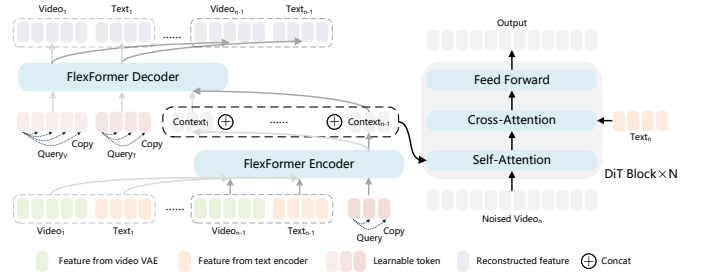 Video₁ Text₁ Videoₙ₋₁ Textₙ₋₁
......
FlexFormer Decoder
Copy Copy
Queryᵥ Queryₜ
Context₁ ...... Contextₙ₋₁
FlexFormer Encoder
......
Video₁ Text₁ Videoₙ₋₁ Textₙ₋₁
Copy
Query
Output
Feed Forward
Cross-Attention
Textₙ
Self-Attention
DiT Block×N
Noised Videoₙ
Feature from video VAE Feature from text encoder Learnable token Reconstructed feature Concat